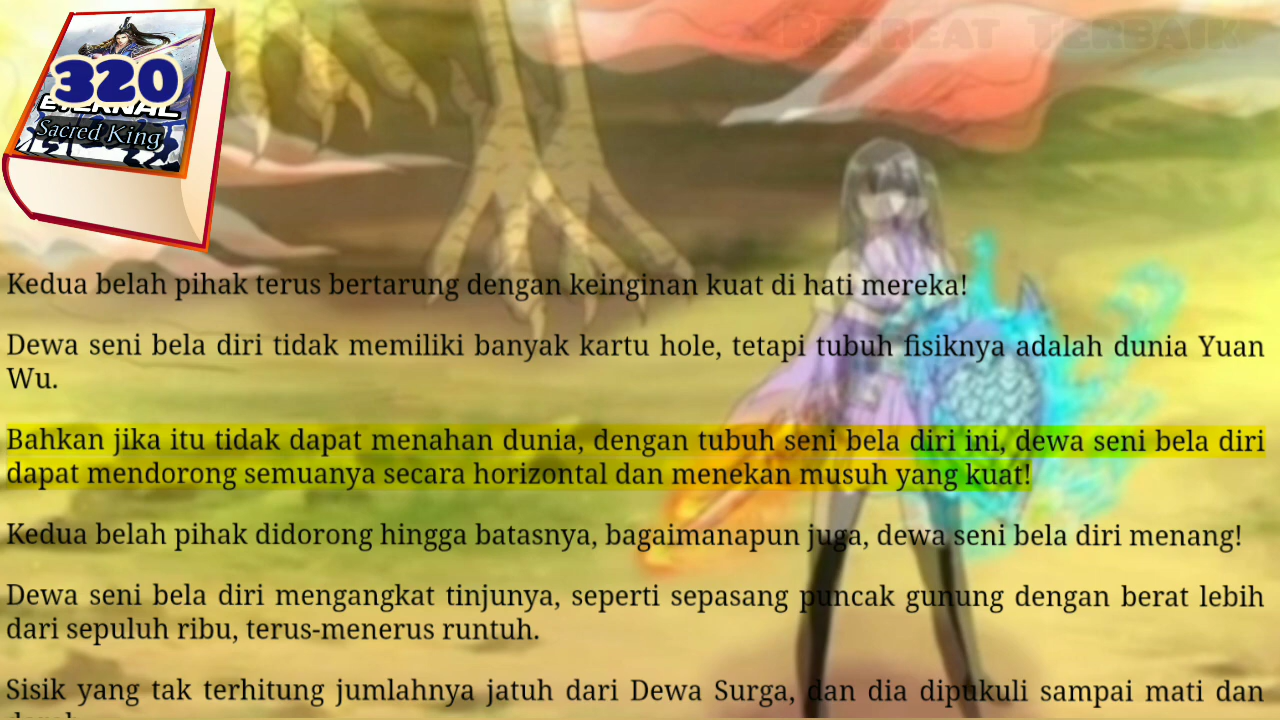 RETREAT TERBAIK
320
ETERNAL
Sacred King
Kedua belah pihak terus bertarung dengan keinginan kuat di hati mereka!
Dewa seni bela diri tidak memiliki banyak kartu hole, tetapi tubuh fisiknya adalah dunia Yuan
Wu.
Bahkan jika itu tidak dapat menahan dunia, dengan tubuh seni bela diri ini, dewa seni bela diri
dapat mendorong semuanya secara horizontal dan menekan musuh yang kuat!
Kedua belah pihak didorong hingga batasnya, bagaimanapun juga, dewa seni bela diri menang!
Dewa seni bela diri mengangkat tinjunya, seperti sepasang puncak gunung dengan berat lebih
dari sepuluh ribu, terus-menerus runtuh.
Sisik yang tak terhitung jumlahnya jatuh dari Dewa Surga, dan dia dipukuli sampai mati dan